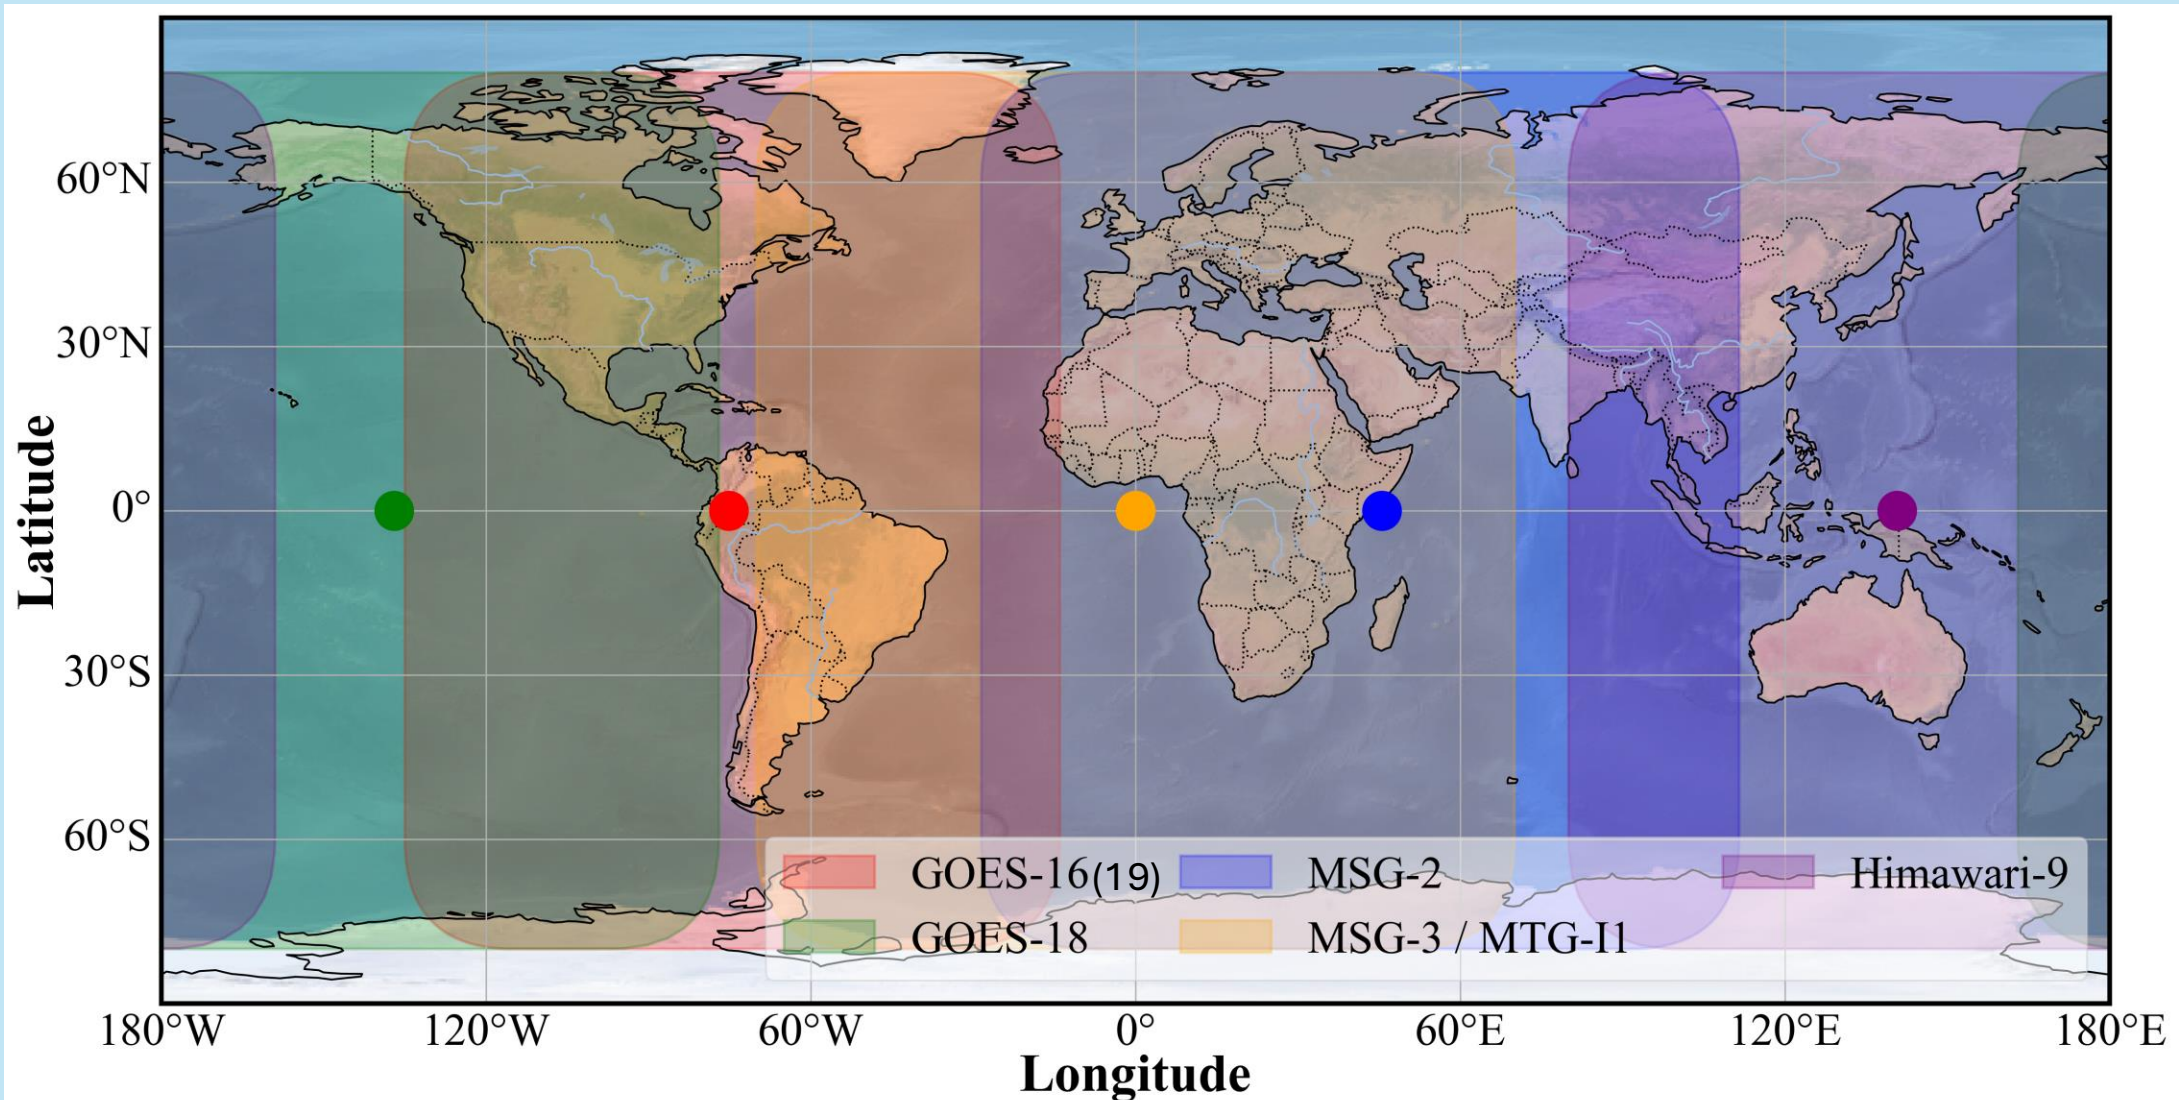 60°N
30°N
0°
30°S
60°S
Latitude
GOES-16(19)
MSG-2
Himawari-9
GOES-18
MSG-3 / MTG-I1
180°W
120°W
60°W
0°
60°E
120°E
180°E
Longitude